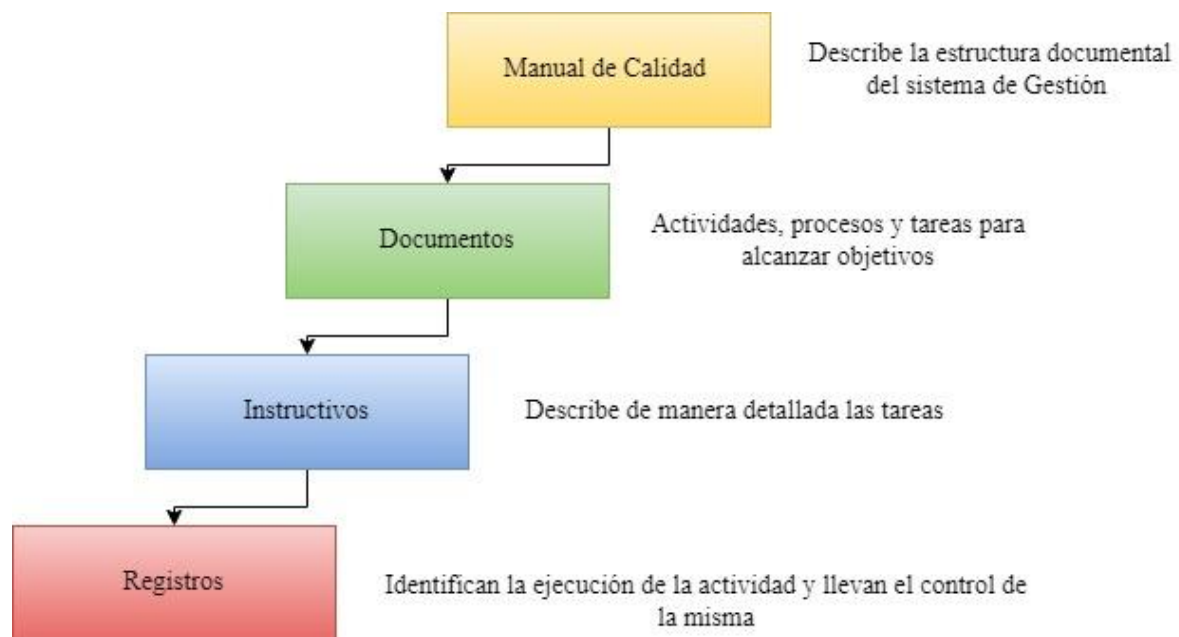 Manual de Calidad
Describe la estructura documental
del sistema de Gestión
Documentos
Actividades, procesos y tareas para
alcanzar objetivos
Instructivos
Describe de manera detallada las tareas
Registros
Identifican la ejecución de la actividad y llevan el control de
la misma